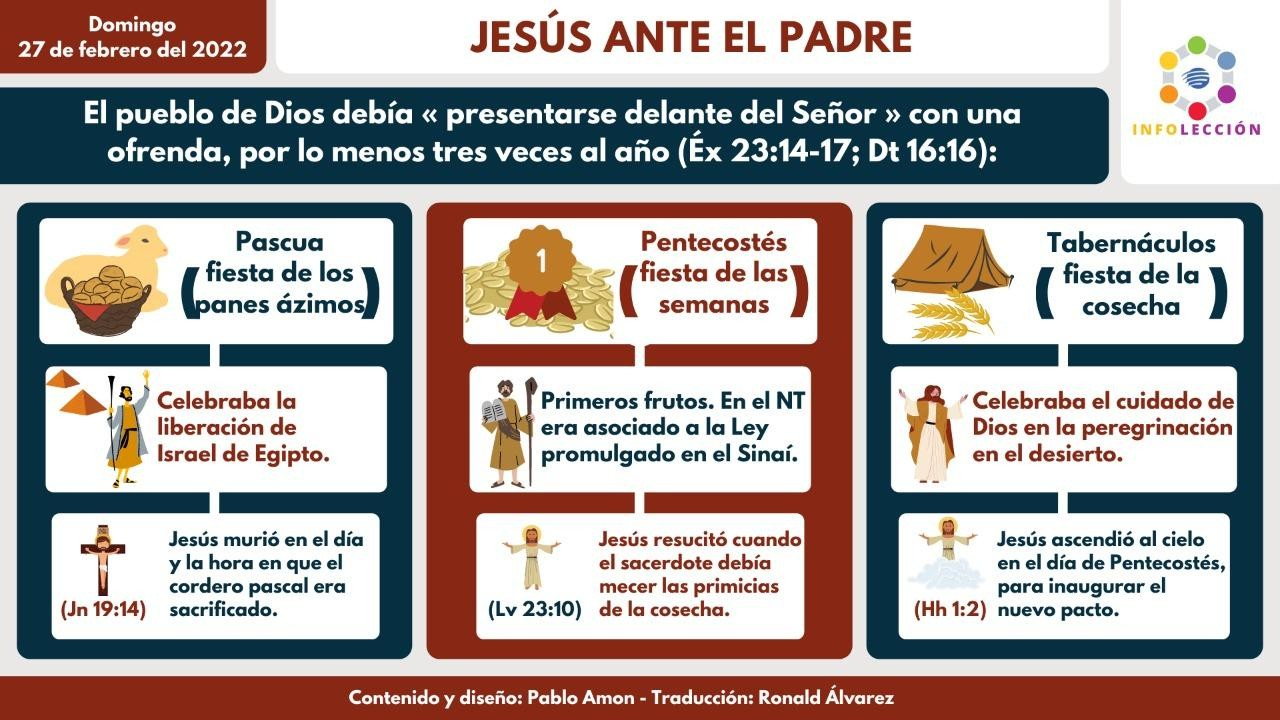 Domingo
27 de febrero del 2022
JESÚS ANTE EL PADRE
INFOLECCIÓN
El pueblo de Dios debía « presentarse delante del Señor » con una
ofrenda, por lo menos tres veces al año (Éx 23:14-17; Dt 16:16):
Pascua
( fiesta de los
panes ázimos)
Celebraba la
liberación de
Israel de Egipto.
Jesús murió en el día
y la hora en que el
cordero pascal era
sacrificado.
(Jn 19:14)
1
Pentecostés
( fiesta de las
semanas )
Primeros frutos. En el NT
era asociado a la Ley
promulgado en el Sinaí.
Jesús resucitó cuando
el sacerdote debía
mecer las primicias
de la cosecha.
(Lv 23:10)
Tabernáculos
( fiesta de la
cosecha )
Celebraba el cuidado de
Dios en la peregrinación
en el desierto.
Jesús ascendió al cielo
en el día de Pentecostés,
para inaugurar el
nuevo pacto.
(Hh 1:2)
Contenido y diseño: Pablo Amon - Traducción: Ronald Álvarez